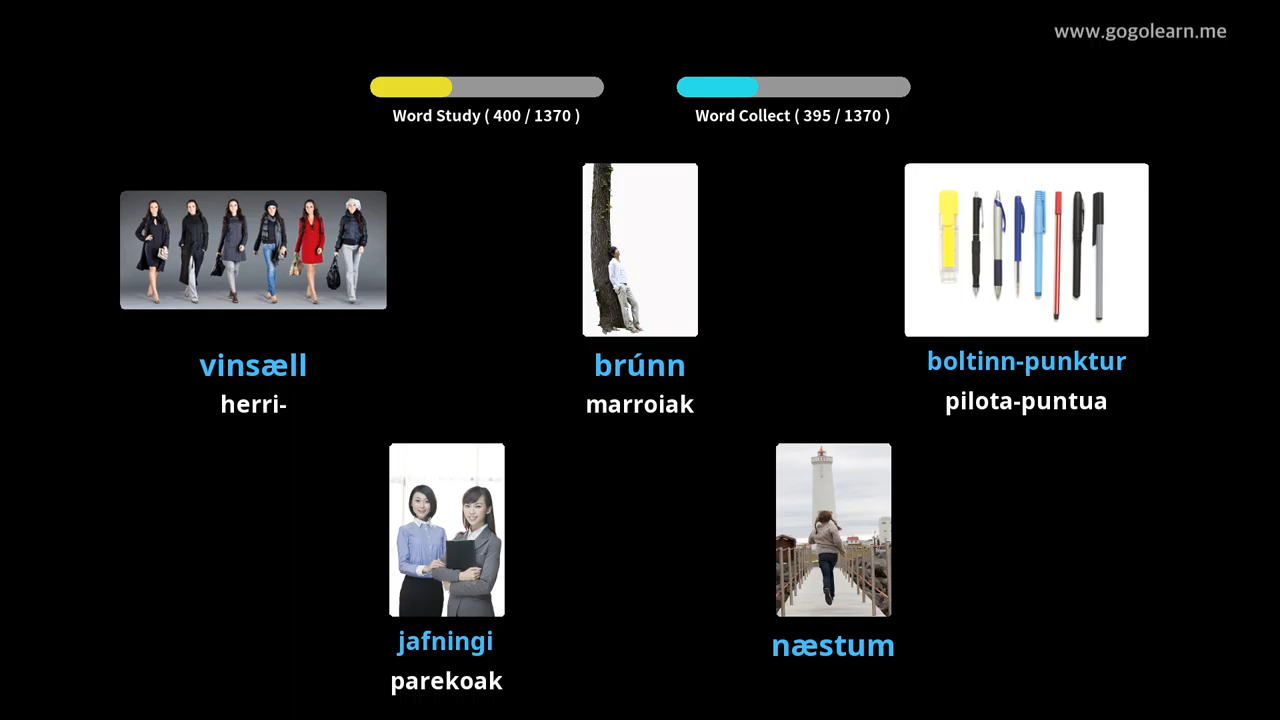 www.gogolearn.me
Word Study ( 400 / 1370 )
Word Collect ( 395 / 1370 )
vinsæll
herri-
brúnn
marroiak
boltinn-punktur
pilota-puntua
jafningi
parekoak
næstum